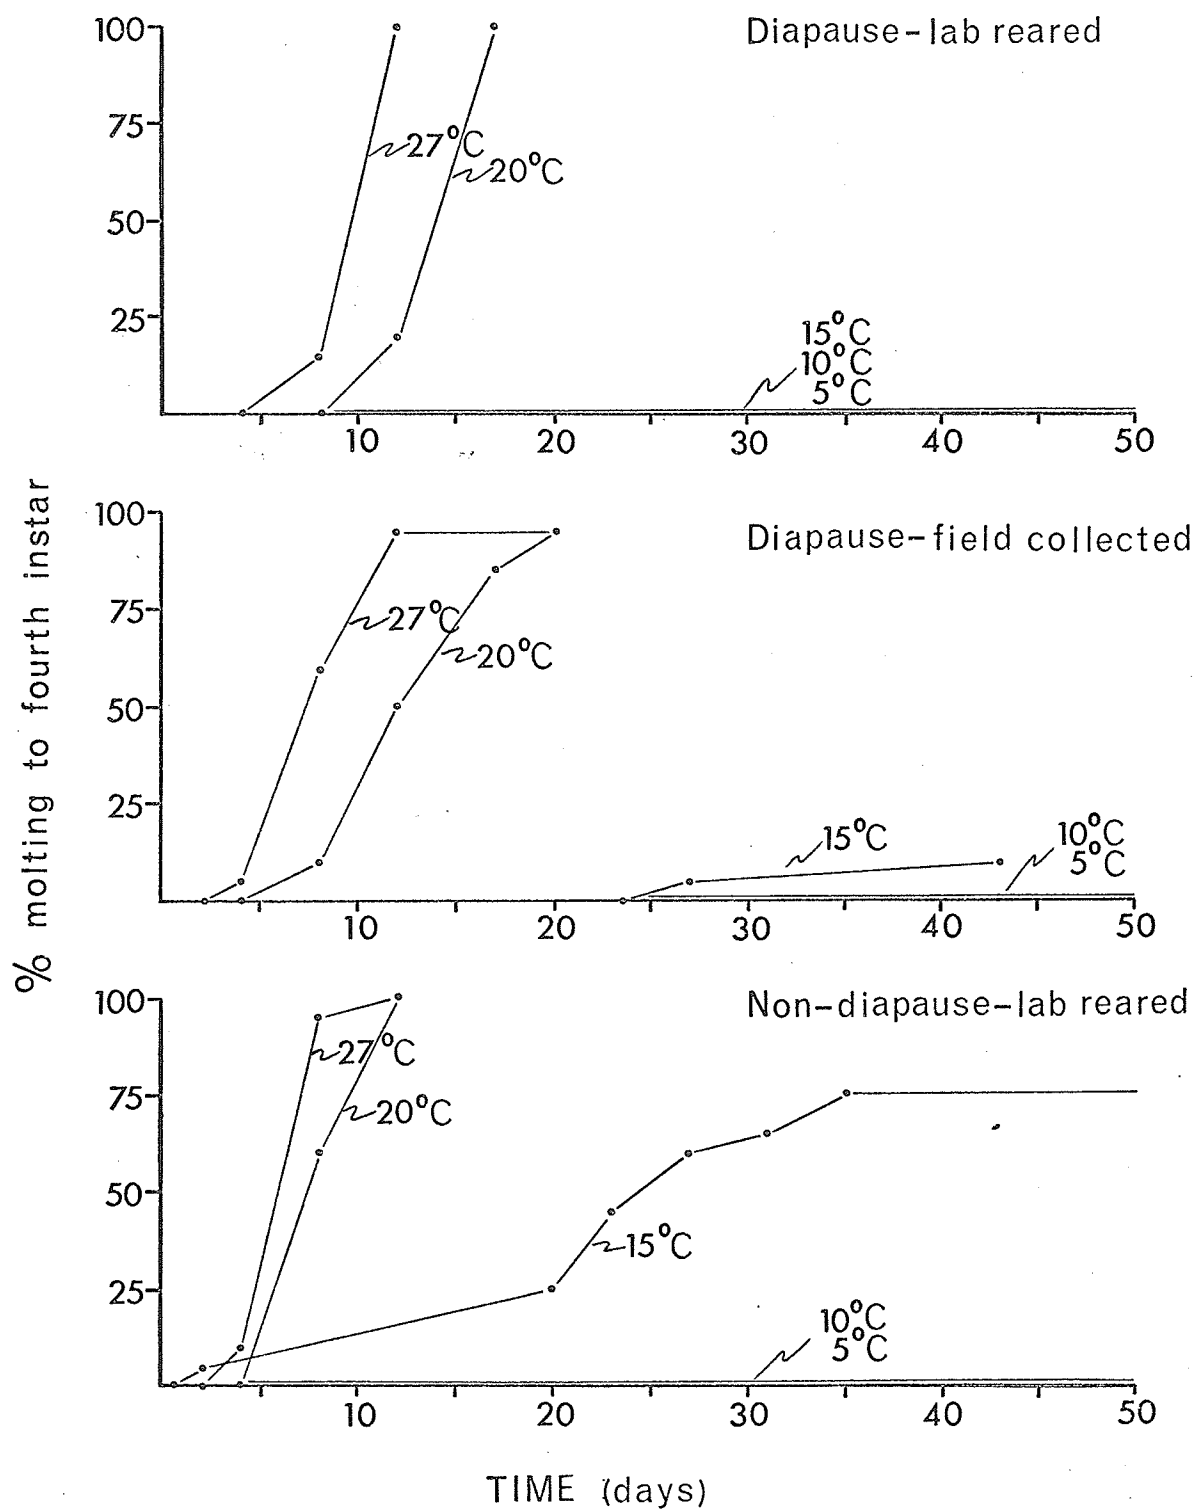 % molting to fourth instar
Diapause-lab reared
100
75
50
25
27°C
20°C
15°C
10°C
5°C
10 20 30 40 50
Diapause-field collected
100
75
50
25
27°C
20°C
15°C
10°C
5°C
10 20 30 40 50
Non-diapause-lab reared
100
75
50
25
27°C
20°C
15°C
10°C
5°C
10 20 30 40 50
TIME (days)